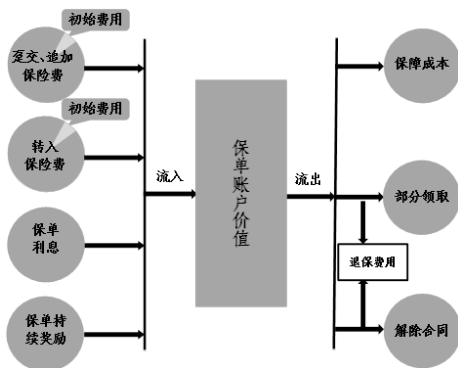 初始费用
趸交、追加
保险费
初始费用
转入
保险费
保单
利息
保单持
续奖励
流入
保单账户价值
流出
保障成本
部分领取
退保费用
解除合同